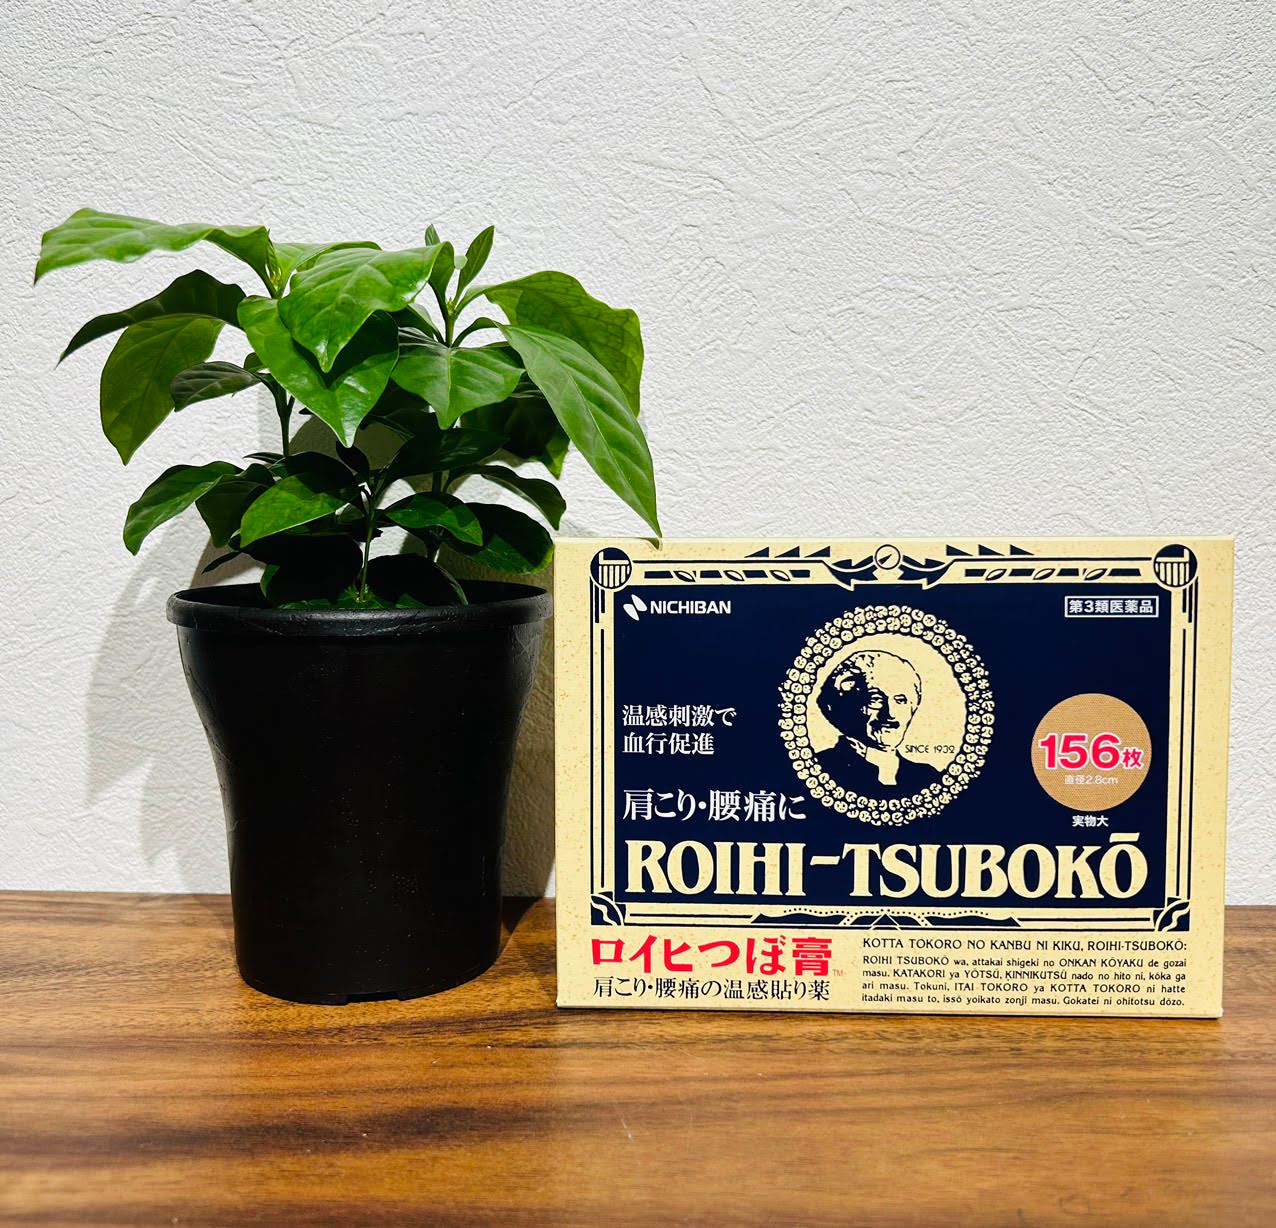 NICHIBAN
第3類医薬品
温感刺激で
血行促進
SINCE 1939
156枚
直径2.8cm
実物大
肩こり・腰痛に
ROIHI-TSUBOKŌ
ロイヒつぼ膏™
肩こり・腰痛の温感貼り薬
KOTTA TOKORO NO KANBU NI KIKU, ROIHI-TSUBOKŌ:
ROIHI TSUBOKŌ wa, attakai shigeki no ONKAN KŌYAKU de gozai
masu. KATAKORI ya YŌTSŪ, KINNIKUTSŪ nado no hito ni, kōka ga
ari masu. Tokuni, ITAI TOKORO ya KOTTA TOKORO ni hatte
itadaki masu to, issō yoikato zonji masu. Gokatei ni ohitotsu dōzo.